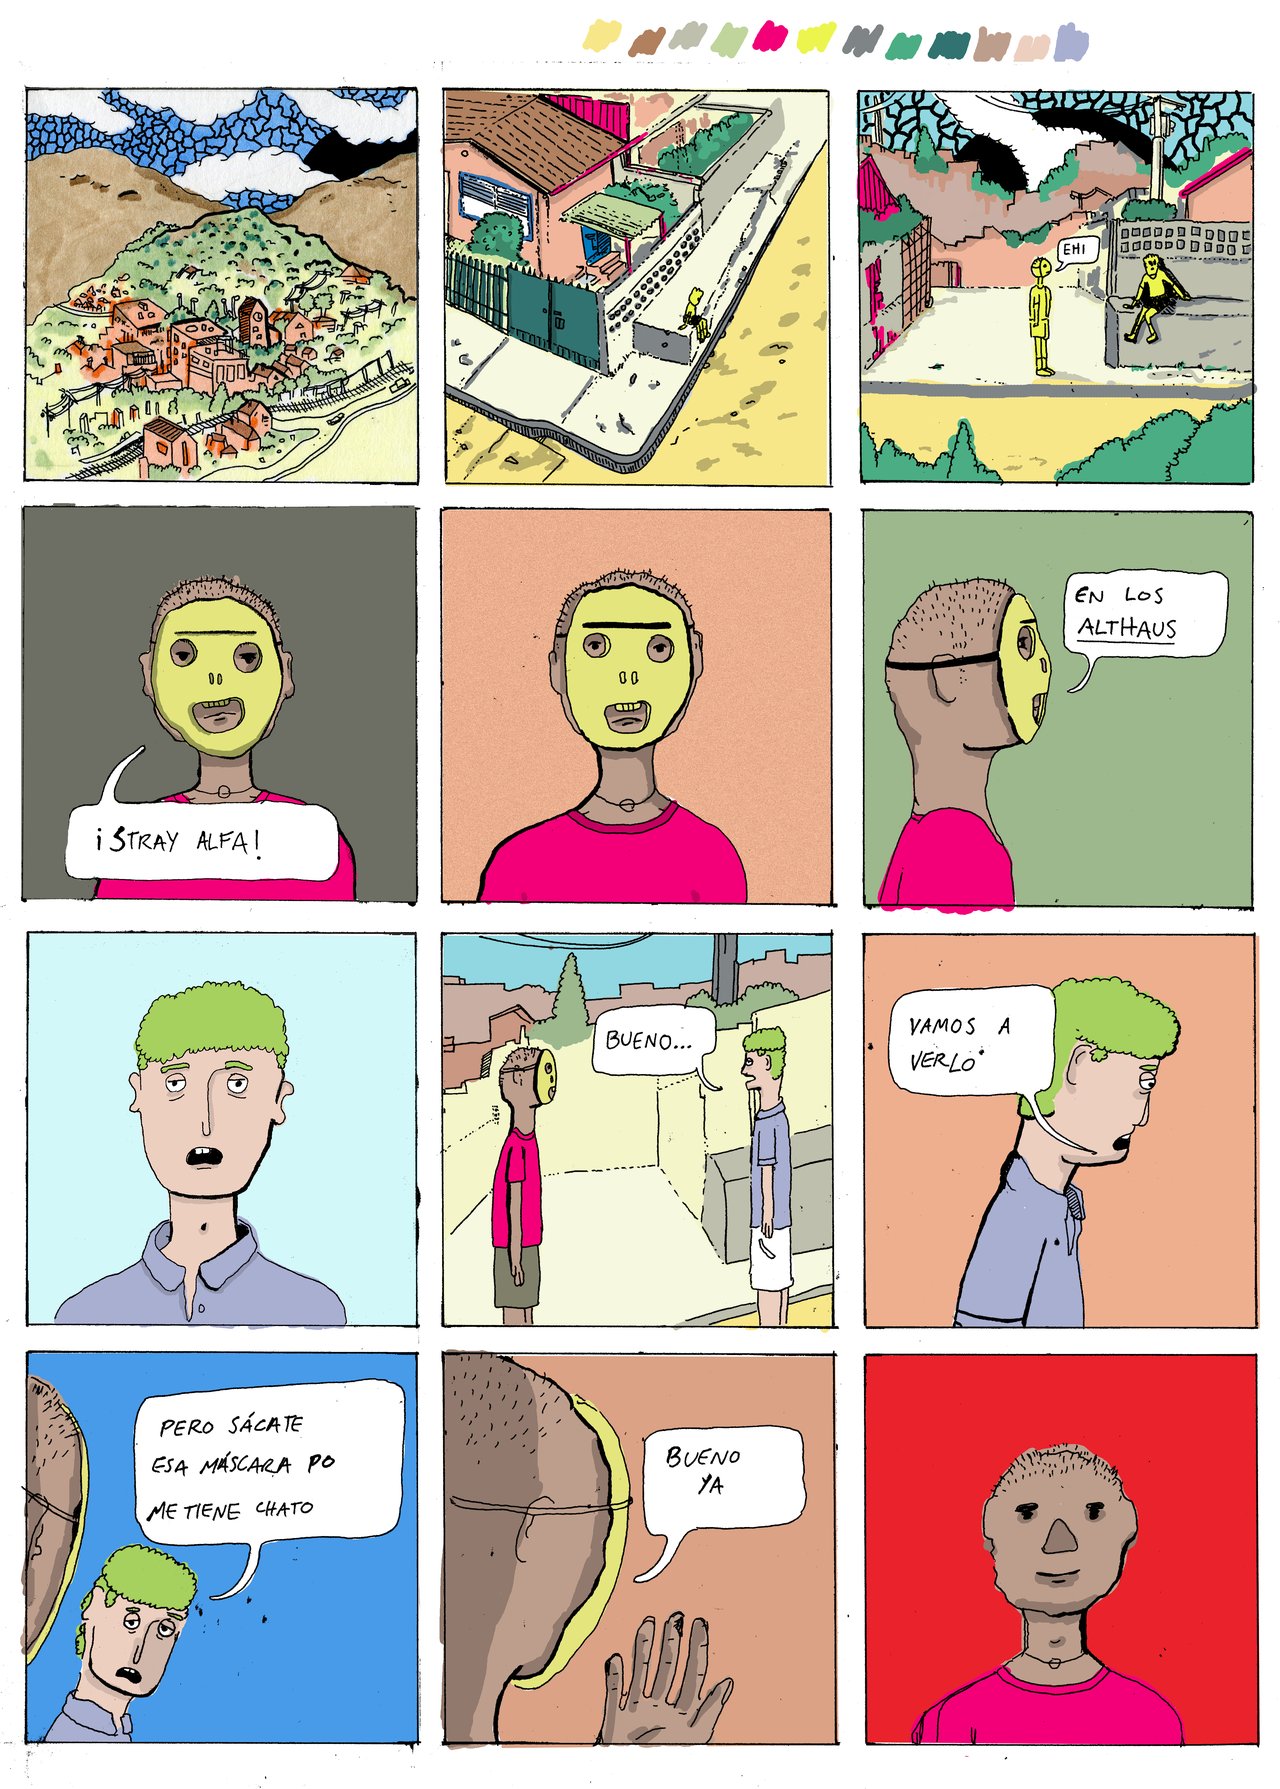 EHI
¡STRAY ALFA!
EN LOS
ALTHAUS
BUENO...
VAMOS A
VERLO
PERO SÁCATE
ESA MÁSCARA PO
ME TIENE CHATO
BUENO
YA